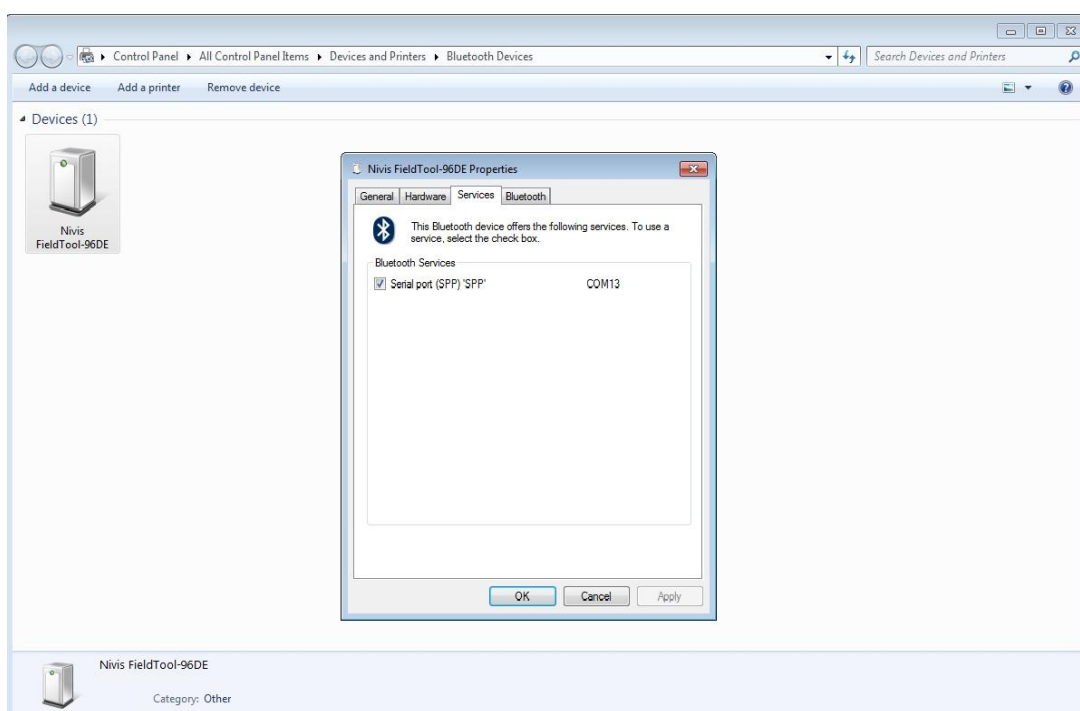 Control Panel ▸ All Control Panel Items ▸ Devices and Printers ▸ Bluetooth Devices
Search Devices and Printers
Add a device Add a printer Remove device
Devices (1)
Nivis
FieldTool-96DE
Nivis FieldTool-96DE Properties
General Hardware Services Bluetooth
This Bluetooth device offers the following services. To use a
service, select the check box.
Bluetooth Services
Serial port (SPP) 'SPP' COM13
OK Cancel Apply
Nivis FieldTool-96DE
Category: Other